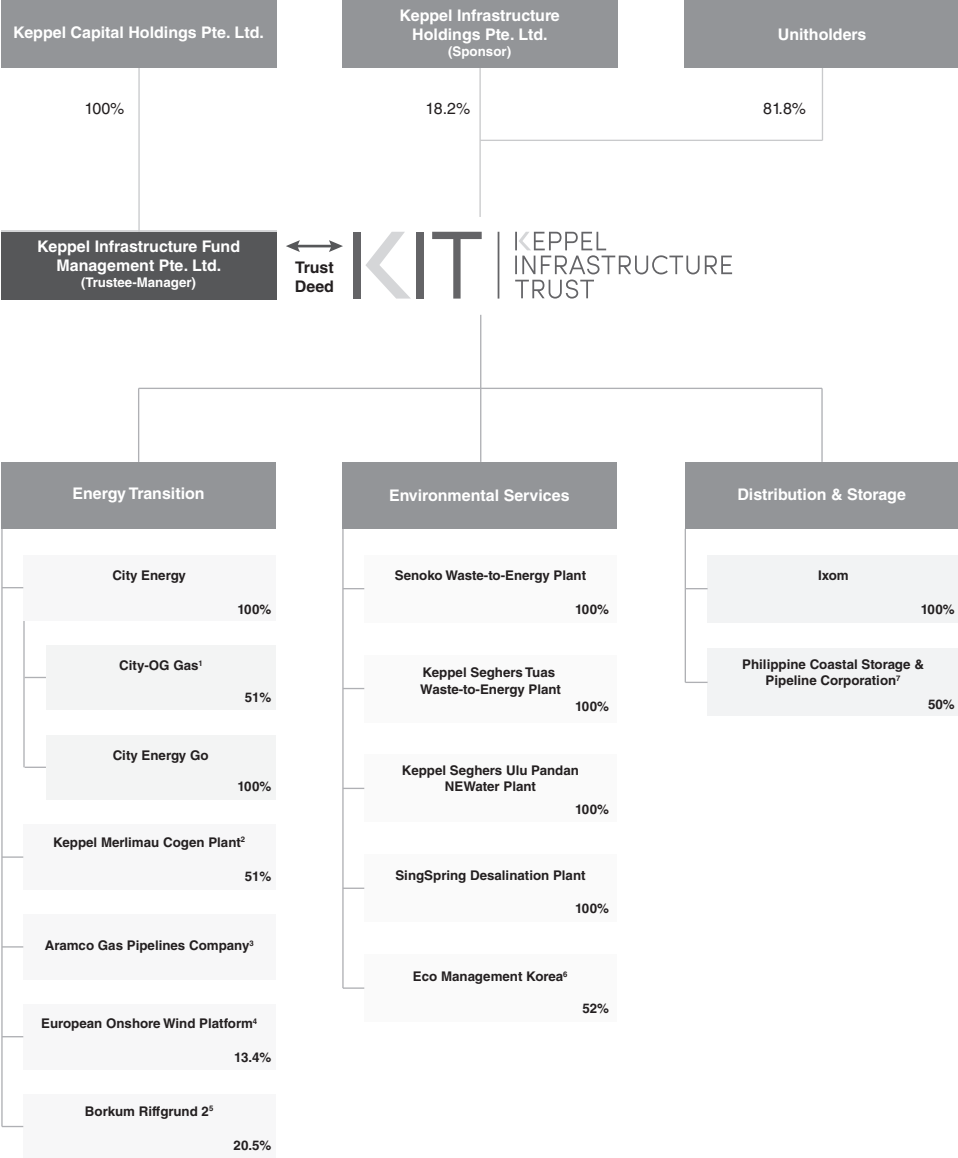 Keppel Capital Holdings Pte. Ltd.
Keppel Infrastructure
Holdings Pte. Ltd.
(Sponsor)
Unitholders
100%
18.2%
81.8%
Keppel Infrastructure Fund
Management Pte. Ltd.
(Trustee-Manager)
Trust
Deed
KIT
KEPPEL
INFRASTRUCTURE
TRUST
Energy Transition
City Energy
100%
City-OG Gas¹
51%
City Energy Go
100%
Keppel Merlimau Cogen Plant²
51%
Aramco Gas Pipelines Company³
European Onshore Wind Platform⁴
13.4%
Borkum Riffgrund 2⁵
20.5%
Environmental Services
Senoko Waste-to-Energy Plant
100%
Keppel Seghers Tuas
Waste-to-Energy Plant
100%
Keppel Seghers Ulu Pandan
NEWater Plant
100%
SingSpring Desalination Plant
100%
Eco Management Korea⁶
52%
Distribution & Storage
Ixom
100%
Philippine Coastal Storage &
Pipeline Corporation⁷
50%